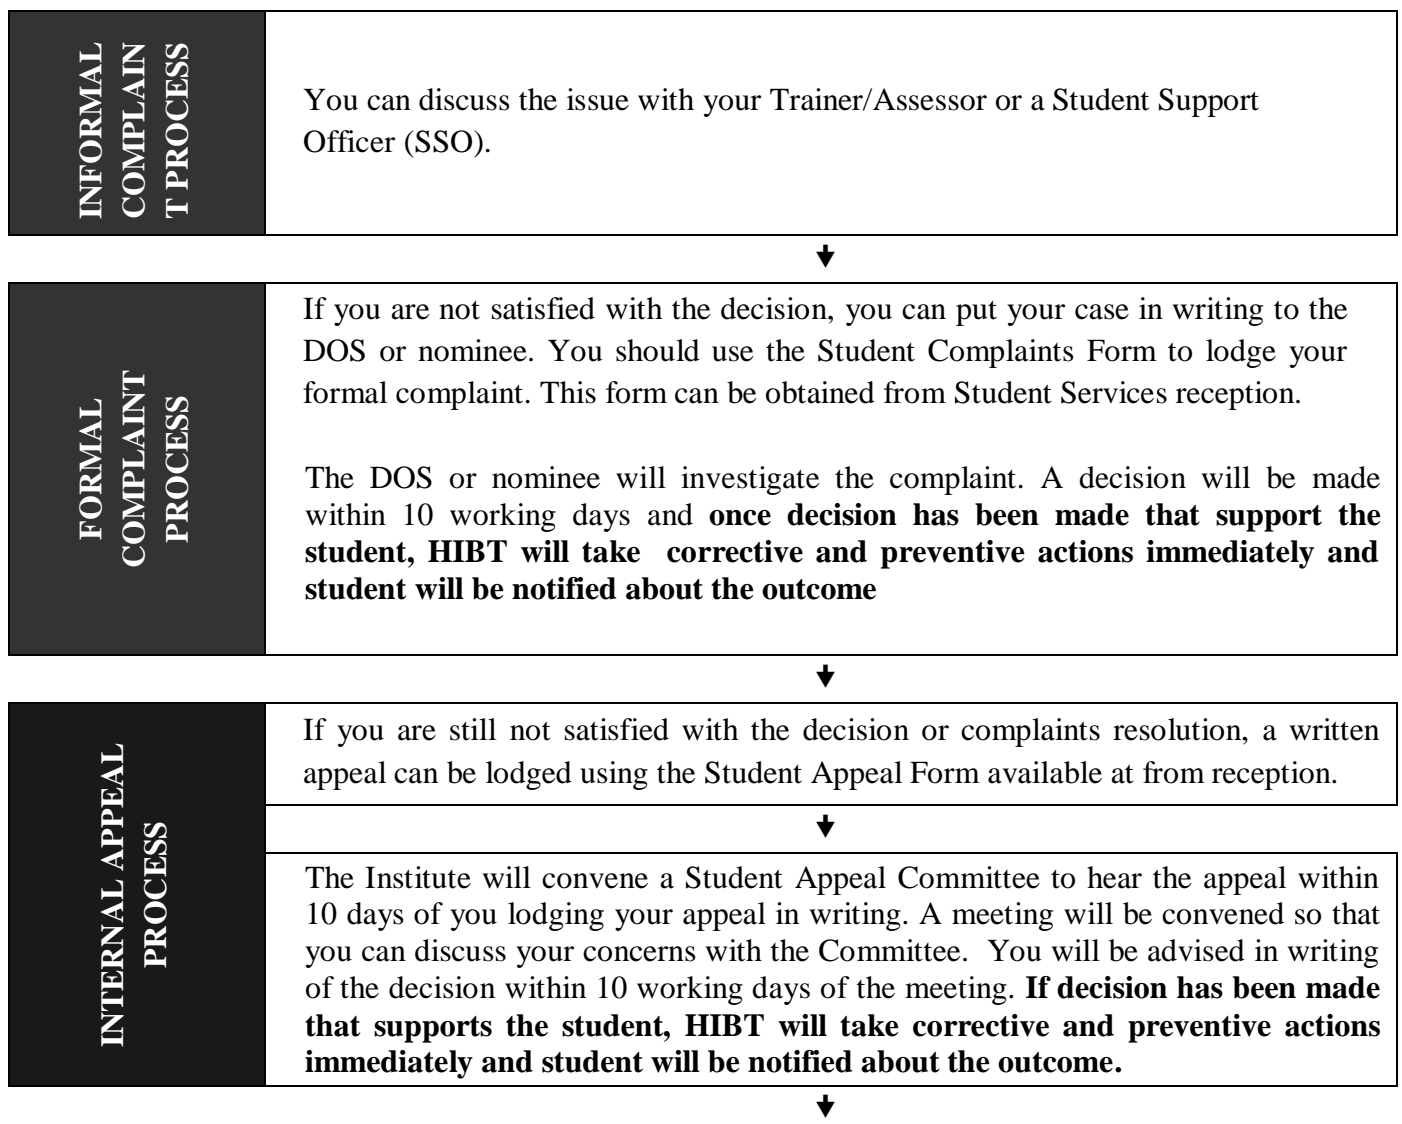 INFORMAL
COMPLAIN
T PROCESS
You can discuss the issue with your Trainer/Assessor or a Student Support
Officer (SSO).
FORMAL
COMPLAINT
PROCESS
If you are not satisfied with the decision, you can put your case in writing to the
DOS or nominee. You should use the Student Complaints Form to lodge your
formal complaint. This form can be obtained from Student Services reception.
The DOS or nominee will investigate the complaint. A decision will be made
within 10 working days and once decision has been made that support the
student, HIBT will take corrective and preventive actions immediately and
student will be notified about the outcome
INTERNAL APPEAL
PROCESS
If you are still not satisfied with the decision or complaints resolution, a written
appeal can be lodged using the Student Appeal Form available at from reception.
The Institute will convene a Student Appeal Committee to hear the appeal within
10 days of you lodging your appeal in writing. A meeting will be convened so that
you can discuss your concerns with the Committee. You will be advised in writing
of the decision within 10 working days of the meeting. If decision has been made
that supports the student, HIBT will take corrective and preventive actions
immediately and student will be notified about the outcome.